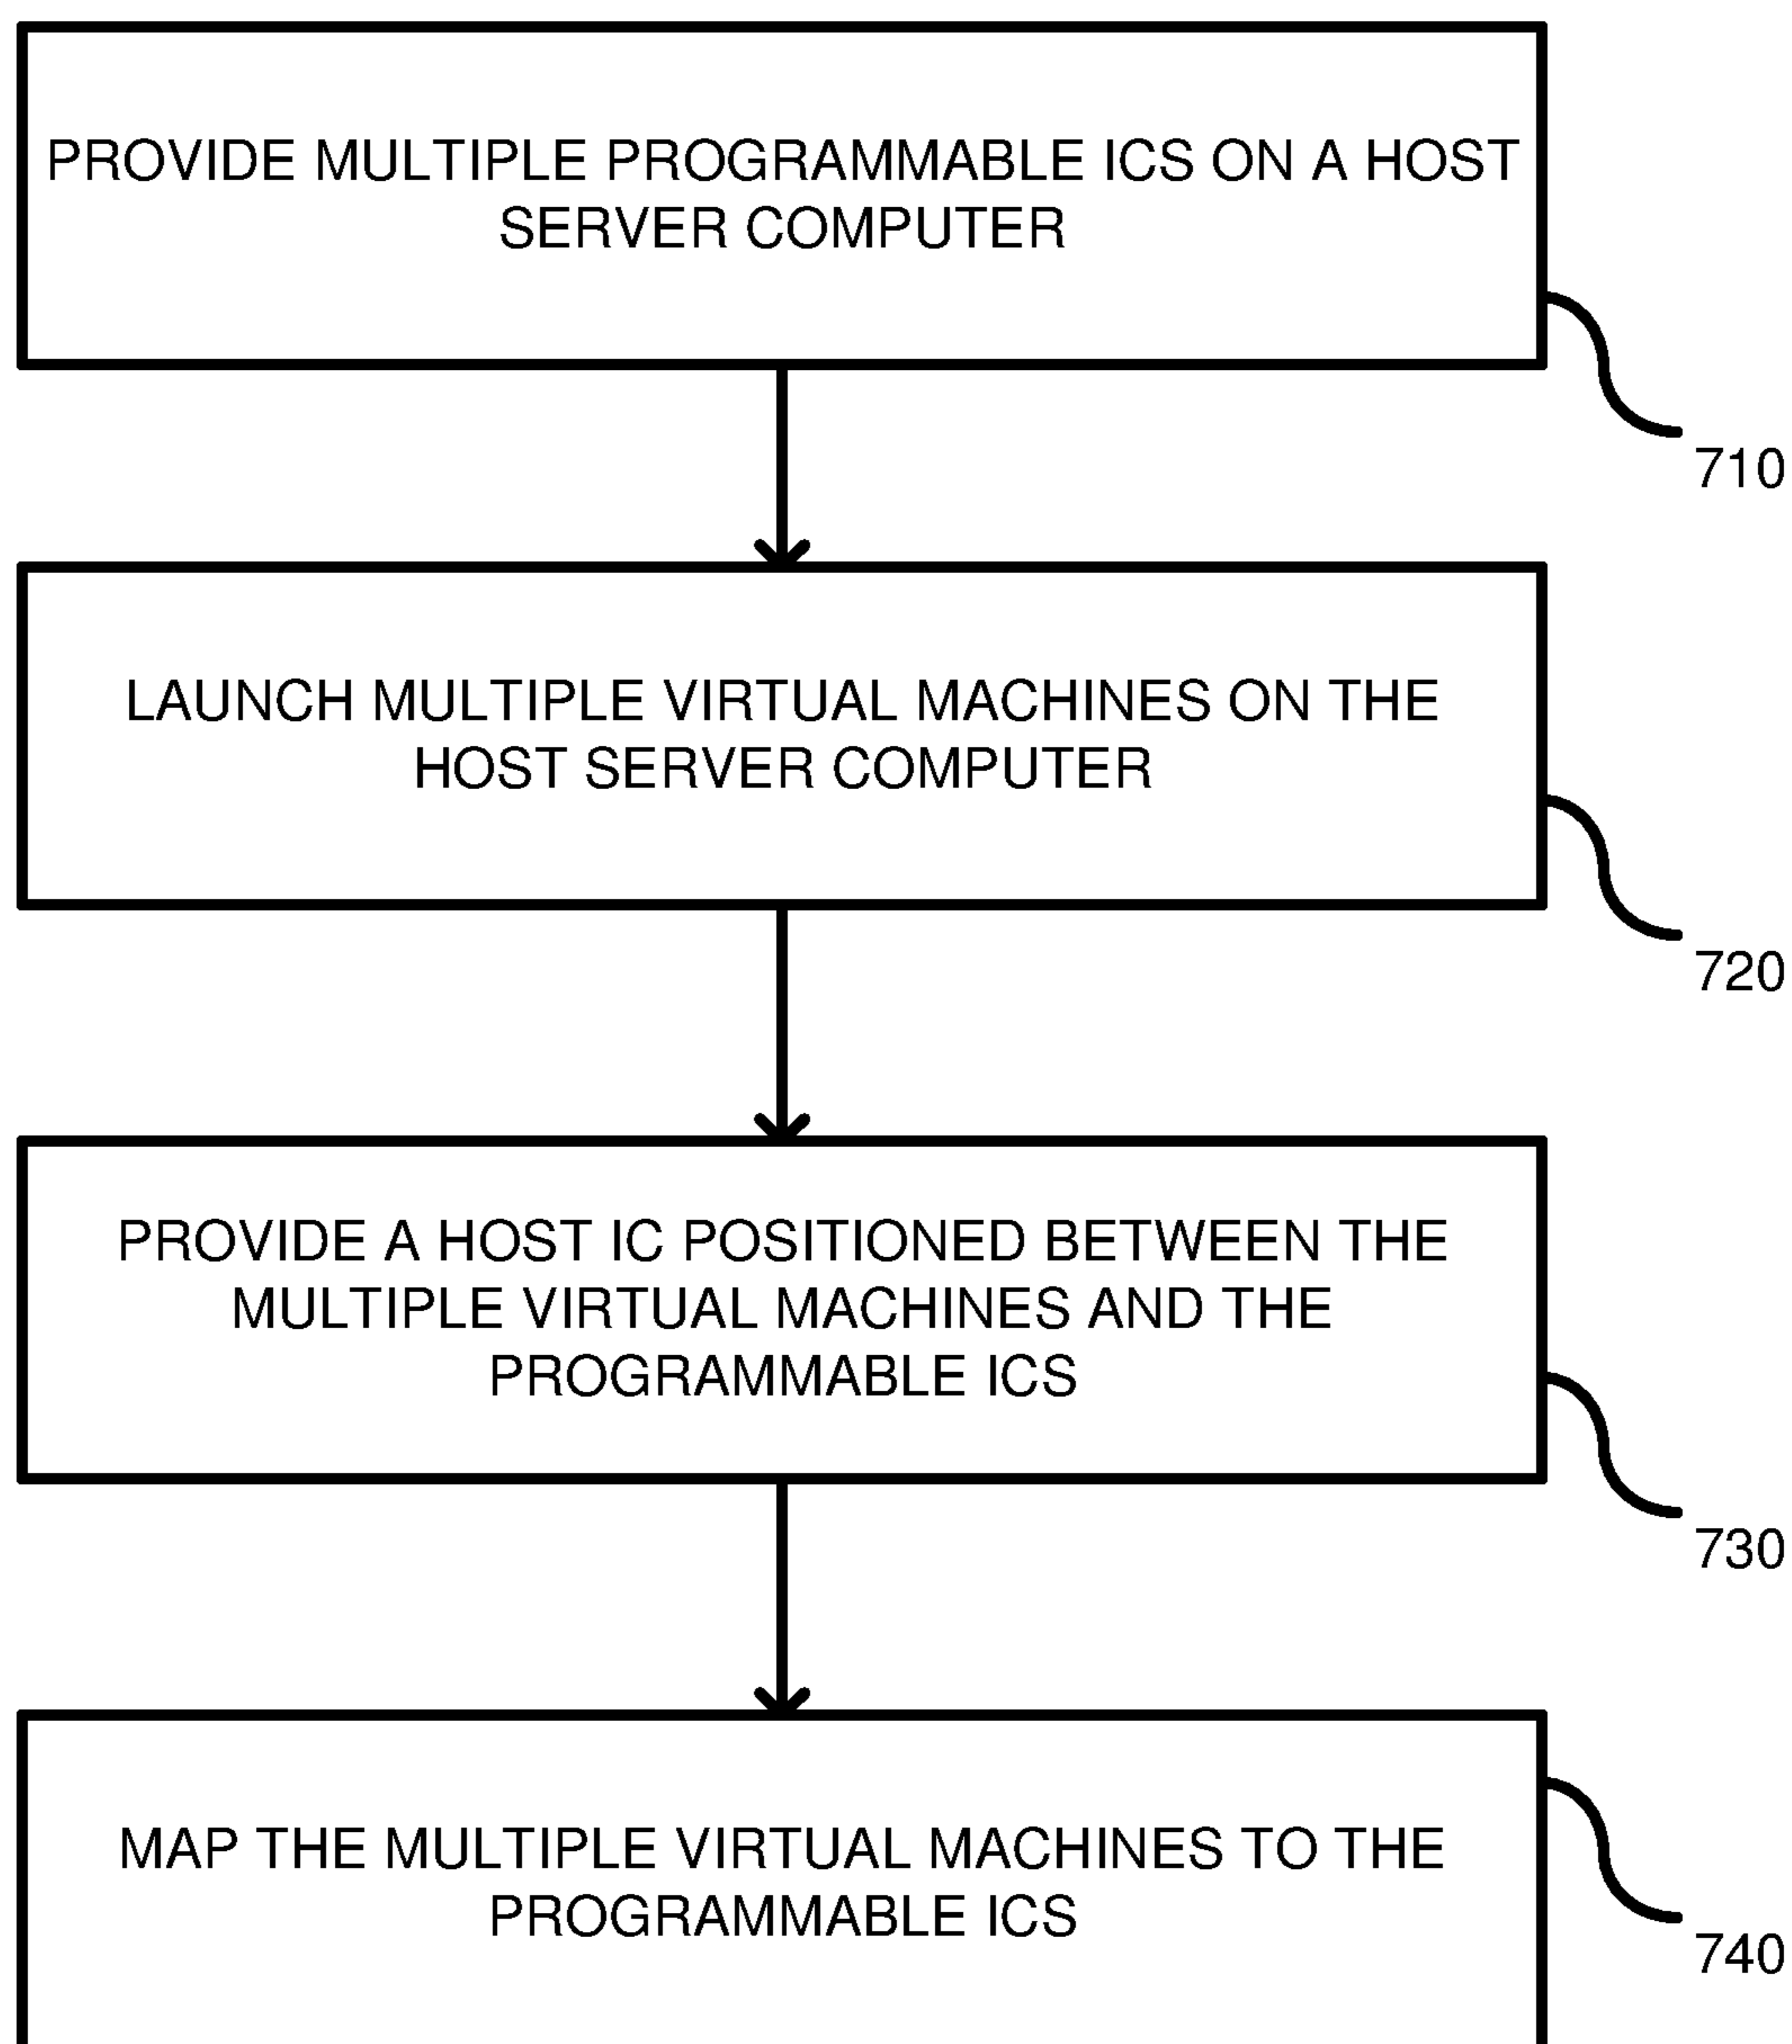 PROVIDE MULTIPLE PROGRAMMABLE ICS ON A HOST
SERVER COMPUTER
710
LAUNCH MULTIPLE VIRTUAL MACHINES ON THE
HOST SERVER COMPUTER
720
PROVIDE A HOST IC POSITIONED BETWEEN THE
MULTIPLE VIRTUAL MACHINES AND THE
PROGRAMMABLE ICS
730
MAP THE MULTIPLE VIRTUAL MACHINES TO THE
PROGRAMMABLE ICS
740